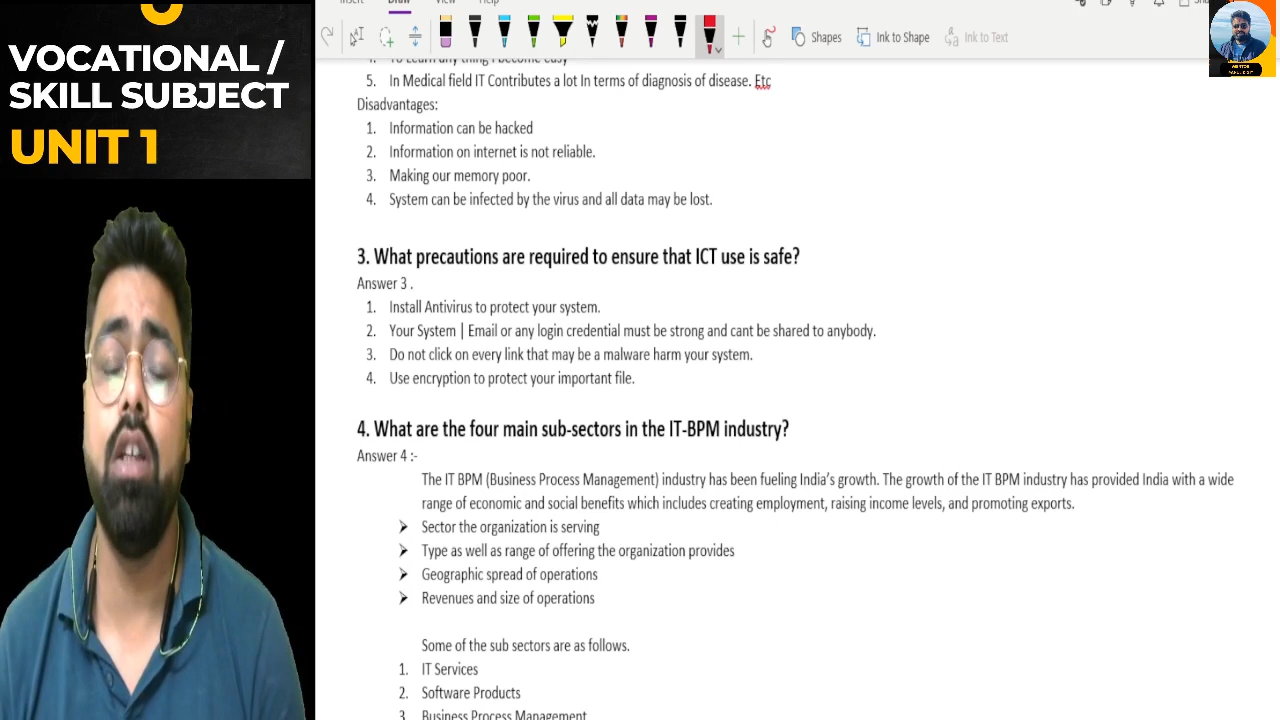 VOCATIONAL /
SKILL SUBJECT
UNIT 1
Insert Draw View Help
Shapes Ink to Shape Ink to Text
4. To Learn any thing I become easy
5. In Medical field IT Contributes a lot In terms of diagnosis of disease. Etc
Disadvantages:
1. Information can be hacked
2. Information on internet is not reliable.
3. Making our memory poor.
4. System can be infected by the virus and all data may be lost.
3. What precautions are required to ensure that ICT use is safe?
Answer 3 .
1. Install Antivirus to protect your system.
2. Your System | Email or any login credential must be strong and cant be shared to anybody.
3. Do not click on every link that may be a malware harm your system.
4. Use encryption to protect your important file.
4. What are the four main sub-sectors in the IT-BPM industry?
Answer 4 :-
The IT BPM (Business Process Management) industry has been fueling India's growth. The growth of the IT BPM industry has provided India with a wide
range of economic and social benefits which includes creating employment, raising income levels, and promoting exports.
Sector the organization is serving
Type as well as range of offering the organization provides
Geographic spread of operations
Revenues and size of operations
Some of the sub sectors are as follows.
1. IT Services
2. Software Products
3. Business Process Management